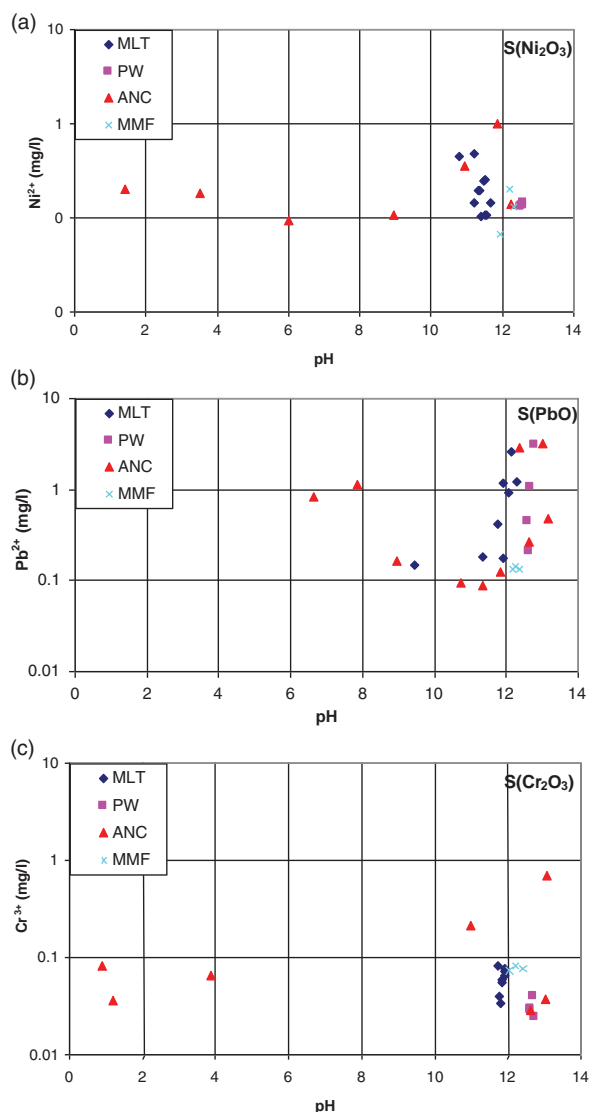 (a)
10
1
0
0
Ni²⁺ (mg/l)
MLT
PW
ANC
MMF
S(Ni₂O₃)
0 2 4 6 8 10 12 14
pH
(b)
10
1
0.1
0.01
Pb²⁺ (mg/l)
MLT
PW
ANC
MMF
S(PbO)
0 2 4 6 8 10 12 14
pH
(c)
10
1
0.1
0.01
Cr³⁺ (mg/l)
MLT
PW
ANC
MMF
S(Cr₂O₃)
0 2 4 6 8 10 12 14
pH